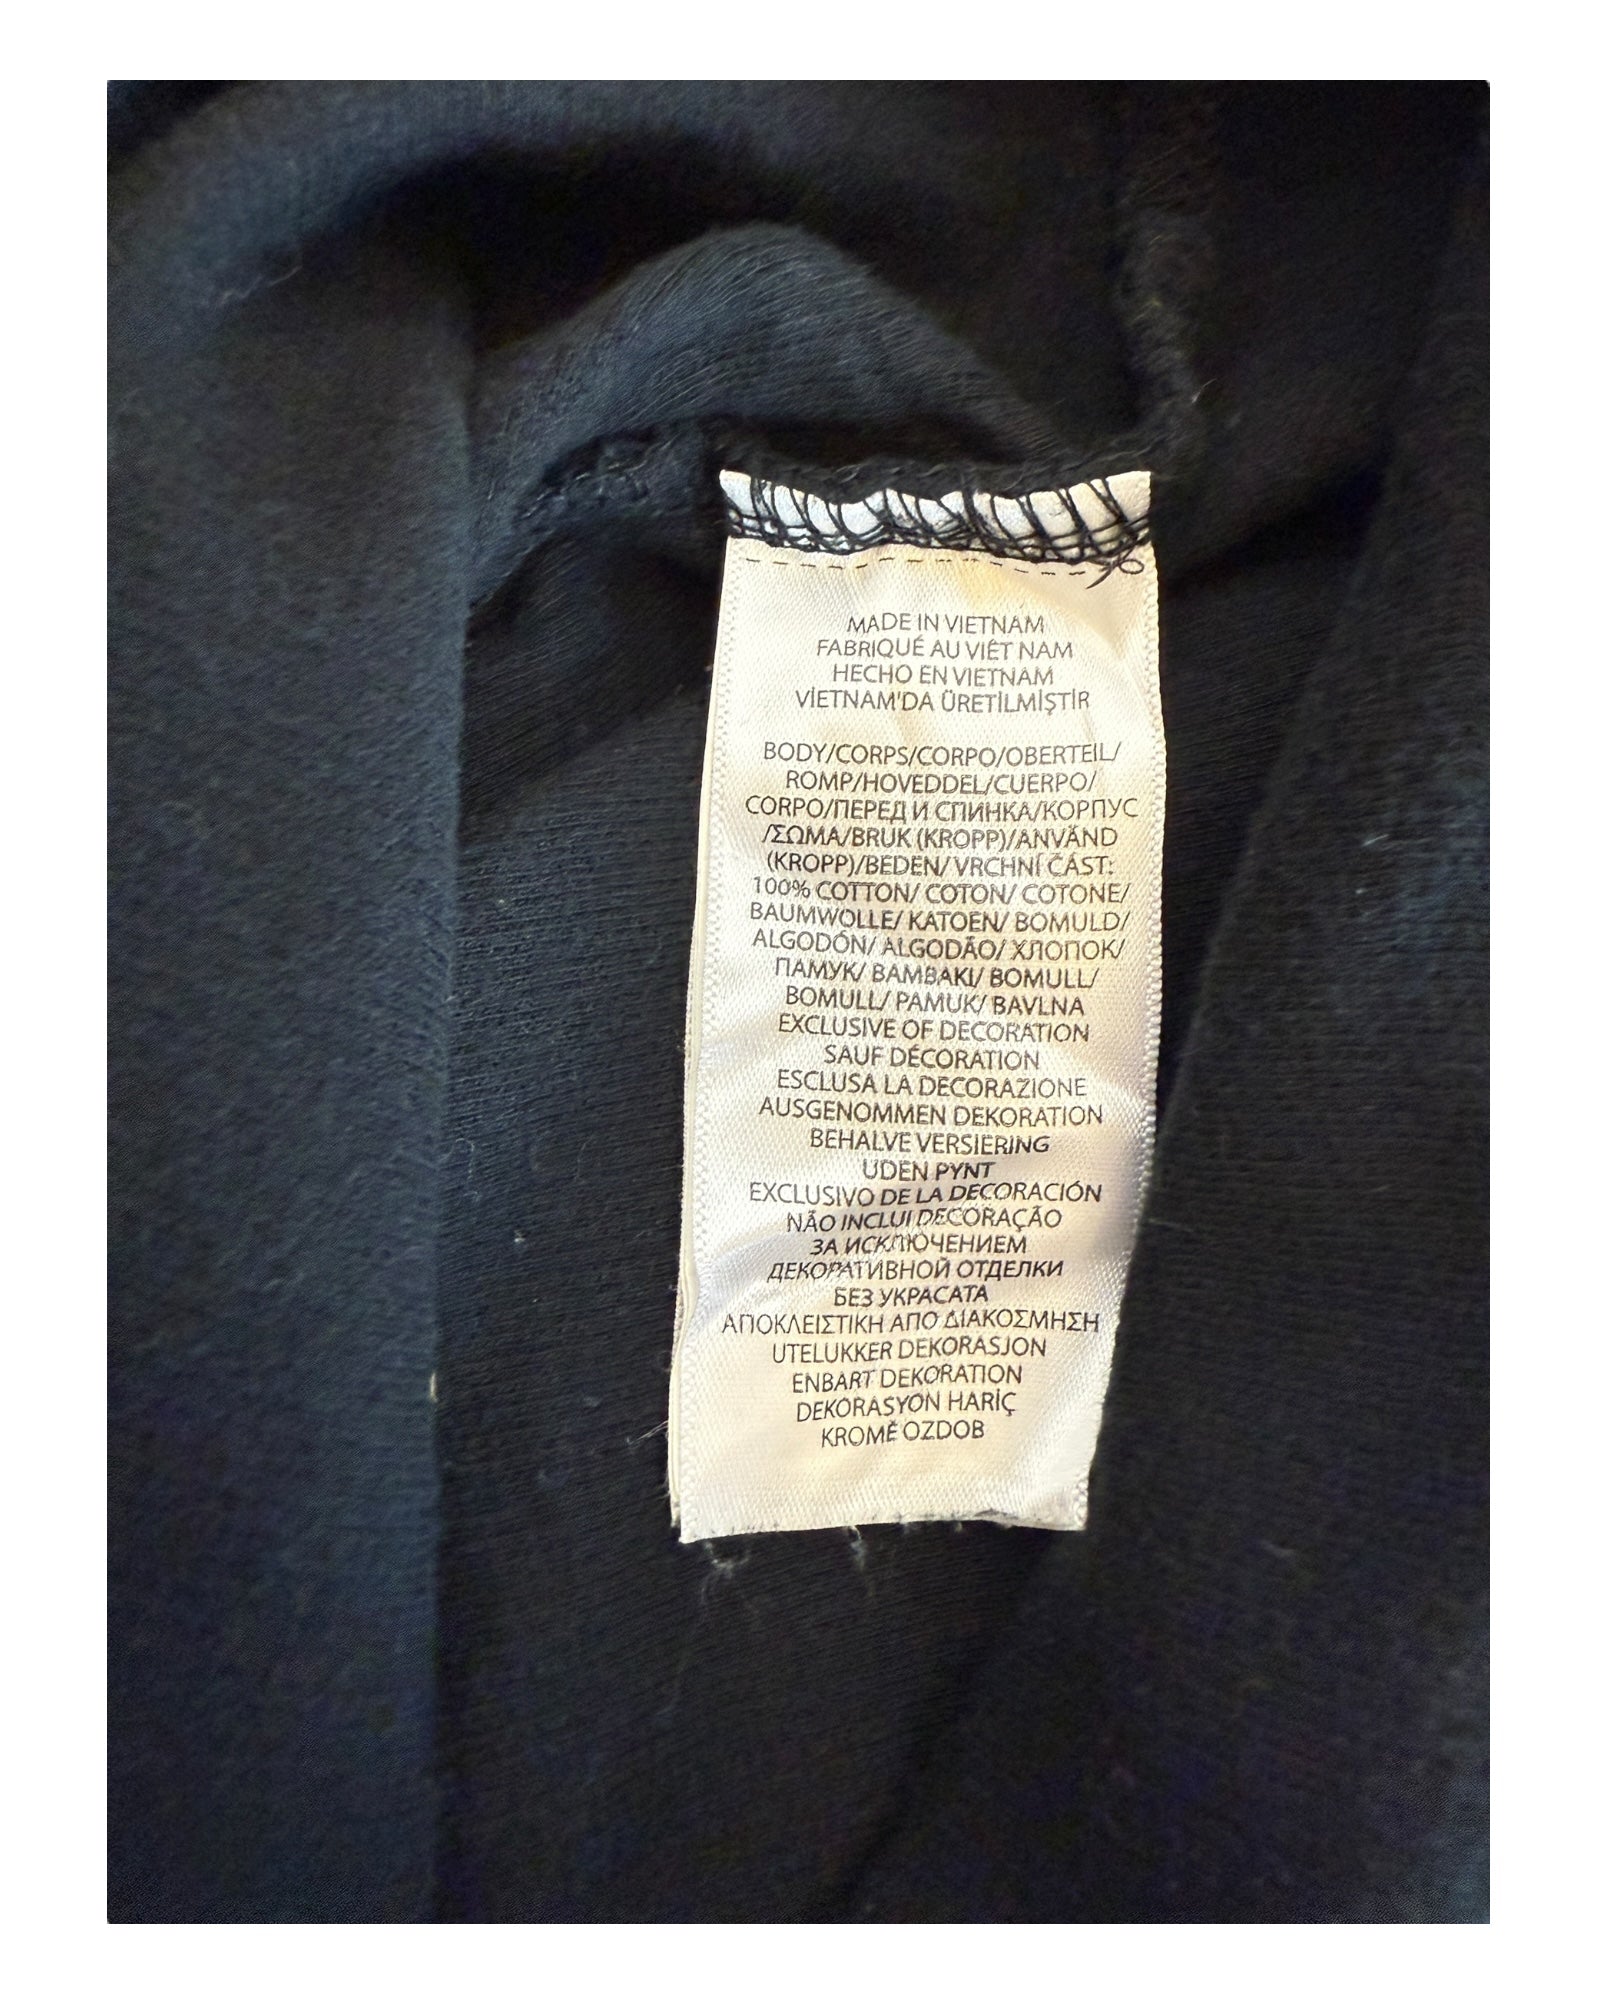 MADE IN VIETNAM
FABRIQUÉ AU VIÊT NAM
HECHO EN VIETNAM
VİETNAM'DA ÜRETİLMİŞTİR
BODY/CORPS/CORPO/OBERTEIL/
ROMP/HOVEDDEL/CUERPO/
CORPO/ПЕРЕД И СПИНКА/КОРПУС
/ΣΩΜΑ/BRUK (KROPP)/ANVÄND
(KROPP)/BEDEN/ VRCHNÍ ČÁST:
100% COTTON/ COTON/ COTONE/
BAUMWOLLE/ KATOEN/ BOMULD/
ALGODÓN/ ALGODÃO/ ХЛОПОК/
ПАМУК/ BAMBAKI/ BOMULL/
BOMULL/ PAMUK/ BAVLNA
EXCLUSIVE OF DECORATION
SAUF DÉCORATION
ESCLUSA LA DECORAZIONE
AUSGENOMMEN DEKORATION
BEHALVE VERSIERING
UDEN PYNT
EXCLUSIVO DE LA DECORACIÓN
NÃO INCLUI DECORAÇÃO
ЗА ИСКЛЮЧЕНИЕМ
ДЕКОРАТИВНОЙ ОТДЕЛКИ
БЕЗ УКРАСАТА
ΑΠΟΚΛΕΙΣΤΙΚΗ ΑΠΟ ΔΙΑΚΟΣΜΗΣΗ
UTELUKKER DEKORASJON
ENBART DEKORATION
DEKORASYON HARİÇ
KROMĚ OZDOB